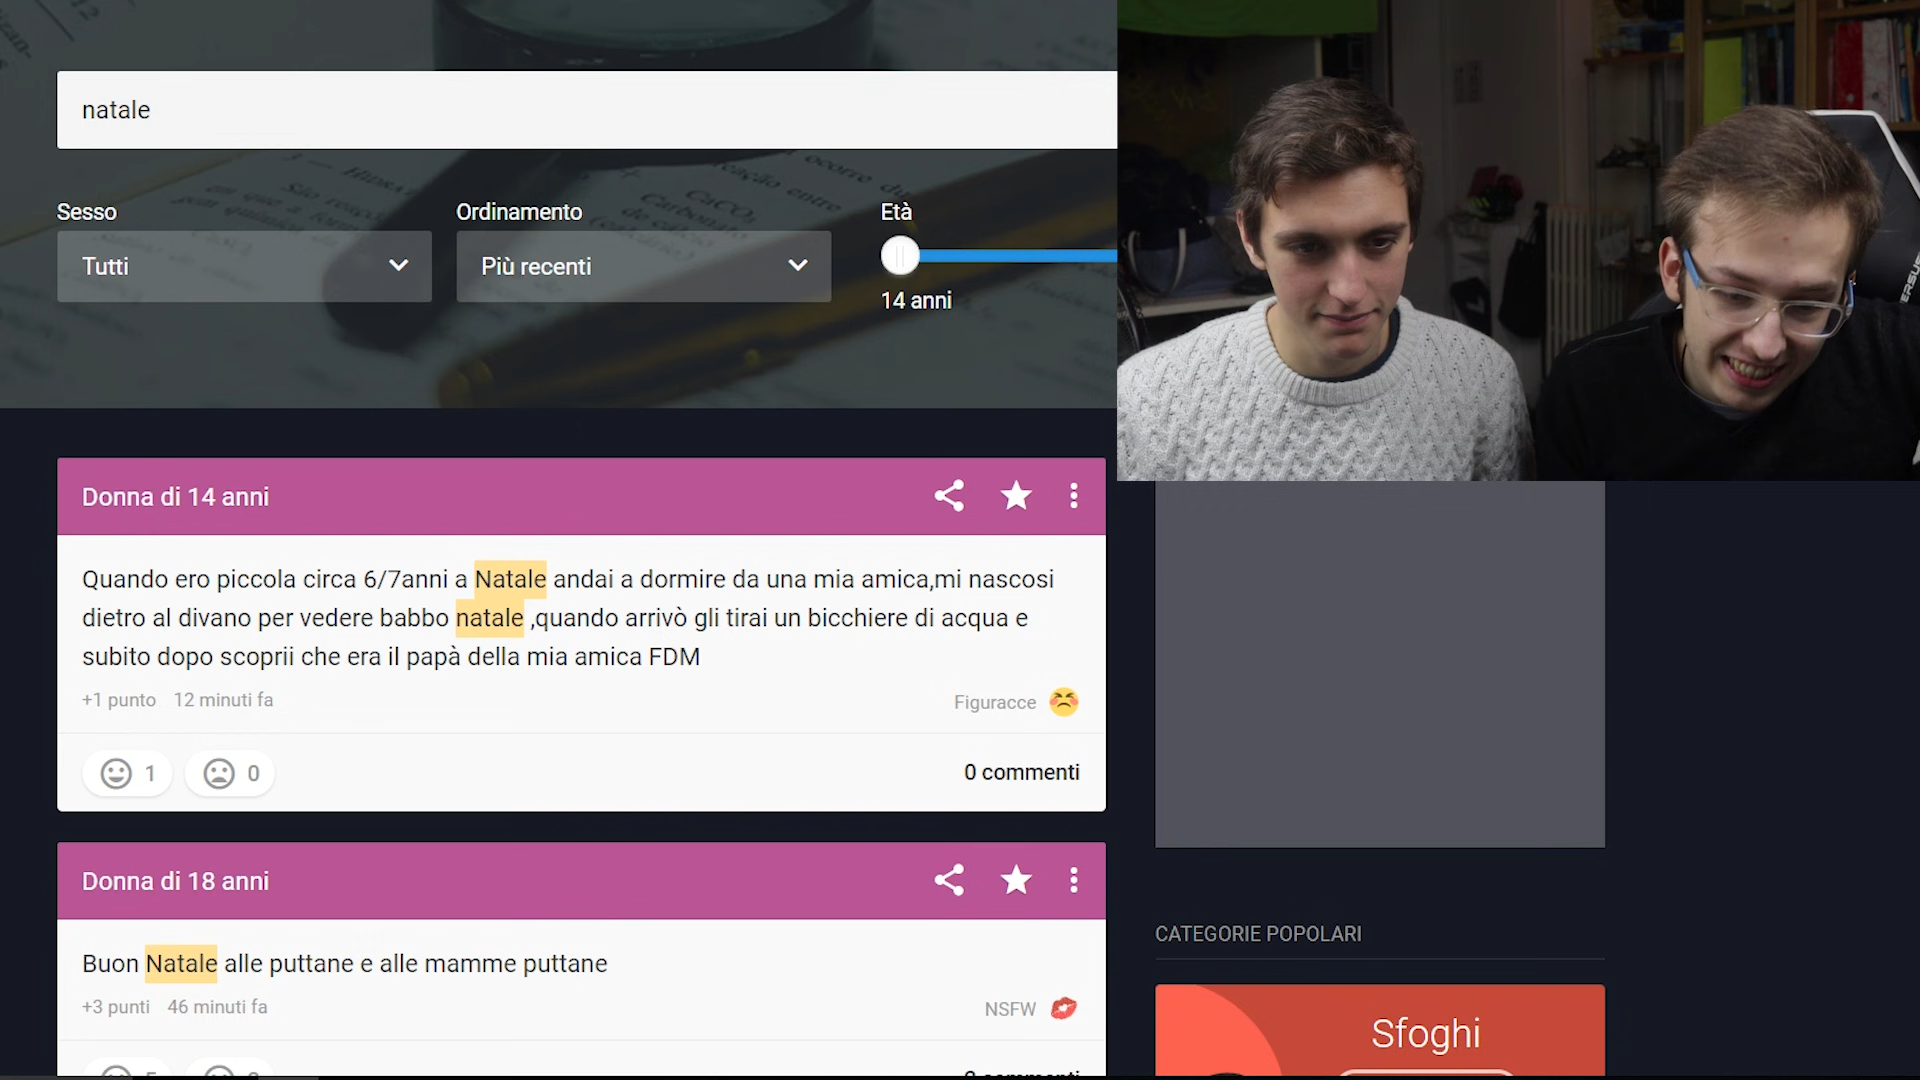 natale
Sesso
Ordinamento
Età
Tutti
Più recenti
14 anni
Donna di 14 anni
Quando ero piccola circa 6/7anni a Natale andai a dormire da una mia amica,mi nascosi
dietro al divano per vedere babbo natale ,quando arrivò gli tirai un bicchiere di acqua e
subito dopo scoprii che era il papà della mia amica FDM
+1 punto 12 minuti fa
Figuracce
1 0
0 commenti
Donna di 18 anni
Buon Natale alle puttane e alle mamme puttane
+3 punti 46 minuti fa
NSFW
CATEGORIE POPOLARI
Sfoghi